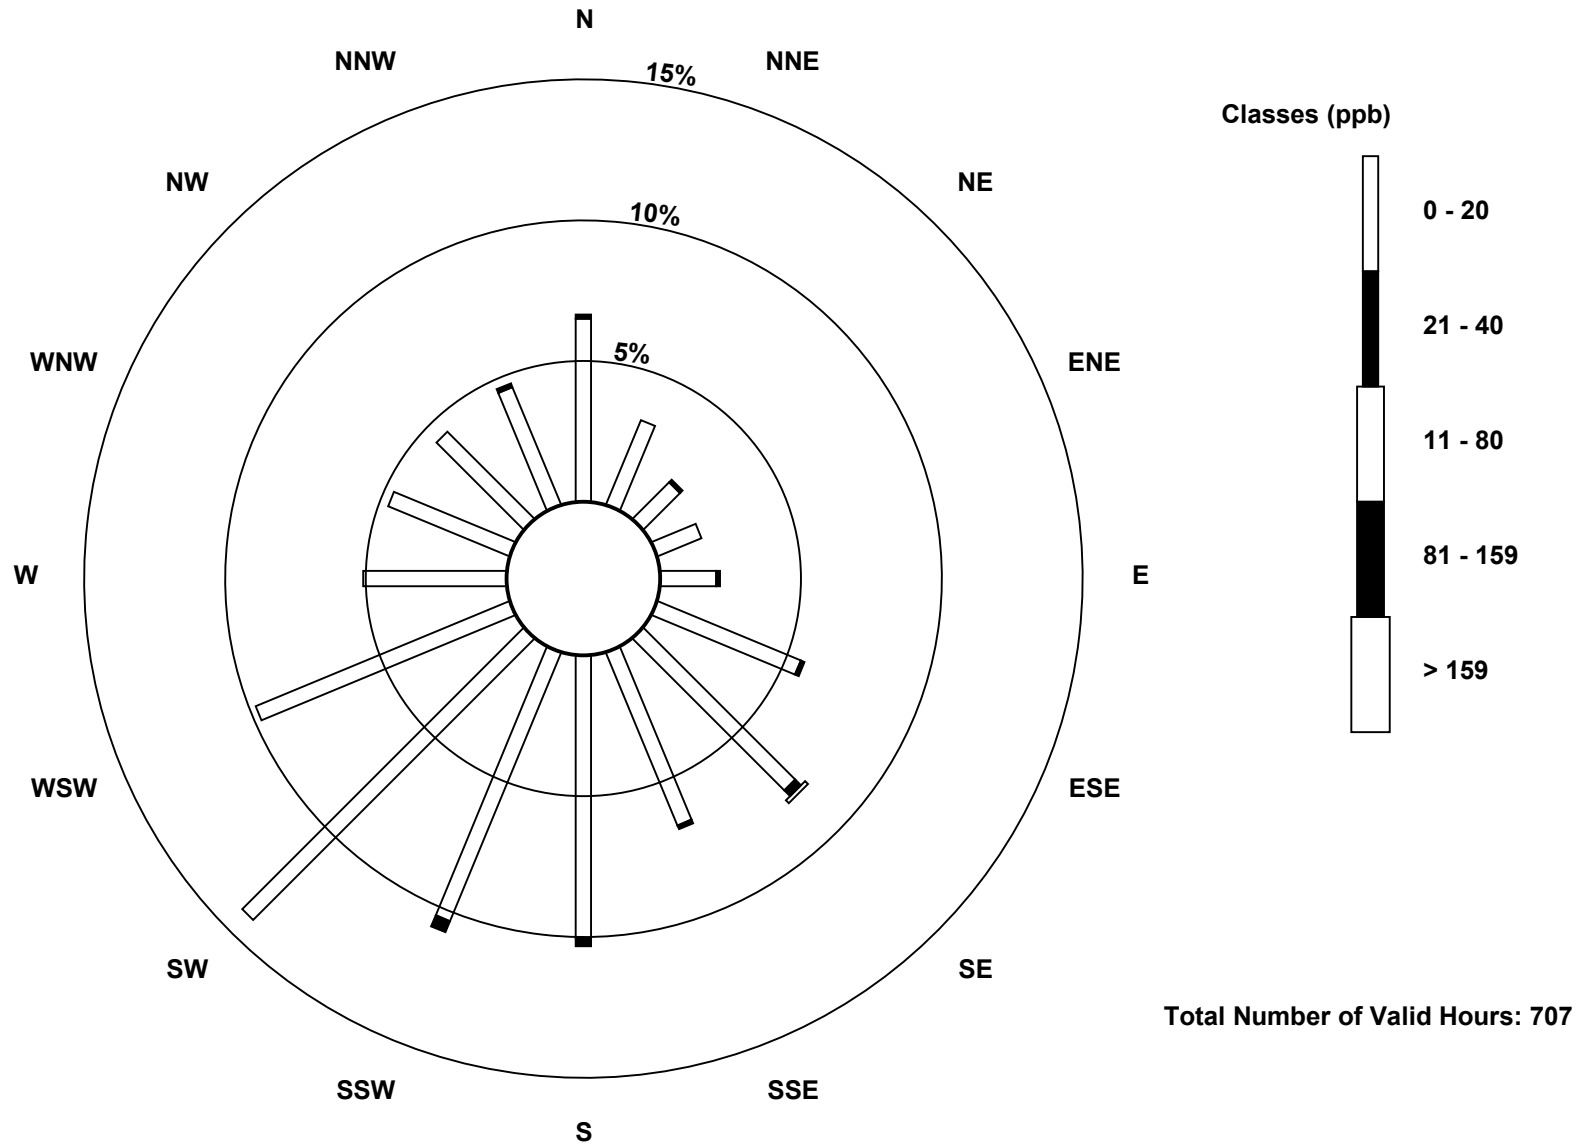 N
NNW
NNE
15%
Classes (ppb)
NW
NE
10%
0 - 20
21 - 40
5%
WNW
ENE
11 - 80
81 - 159
W
E
> 159
WSW
ESE
SW
SE
Total Number of Valid Hours: 707
SSW
SSE
S